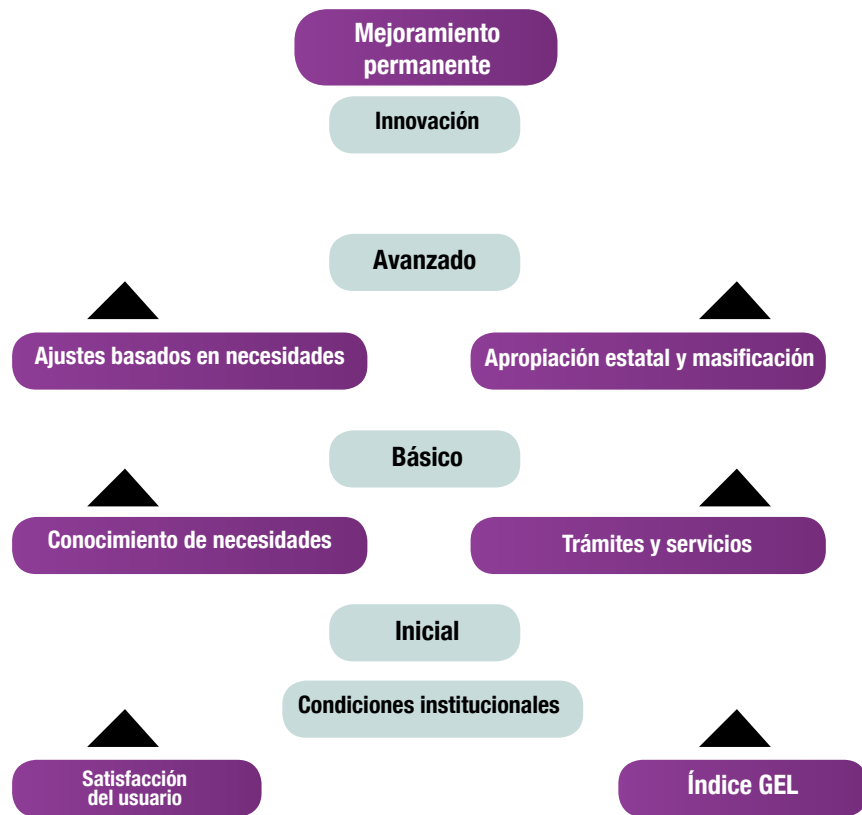 Mejoramiento
permanente
Innovación
Avanzado
Ajustes basados en necesidades
Apropiación estatal y masificación
Básico
Conocimiento de necesidades
Trámites y servicios
Inicial
Condiciones institucionales
Satisfacción
del usuario
Índice GEL